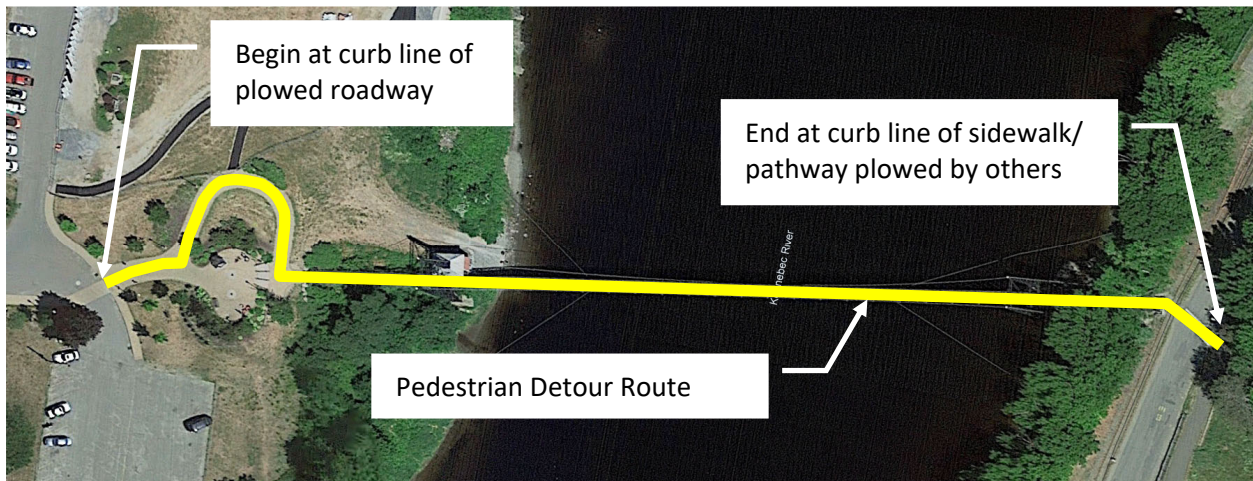 Begin at curb line of
plowed roadway
End at curb line of sidewalk/
pathway plowed by others
Kennebec River
Pedestrian Detour Route